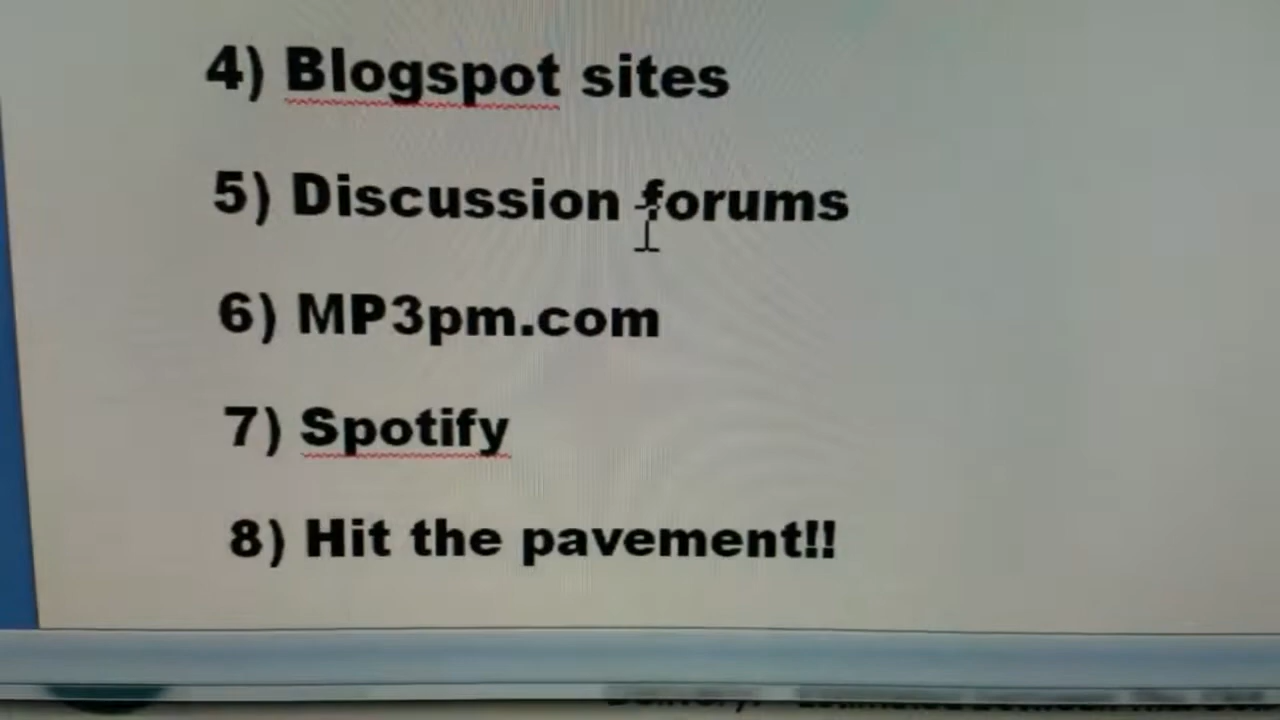 4) Blogspot sites
5) Discussion forums
6) MP3pm.com
7) Spotify
8) Hit the pavement!!